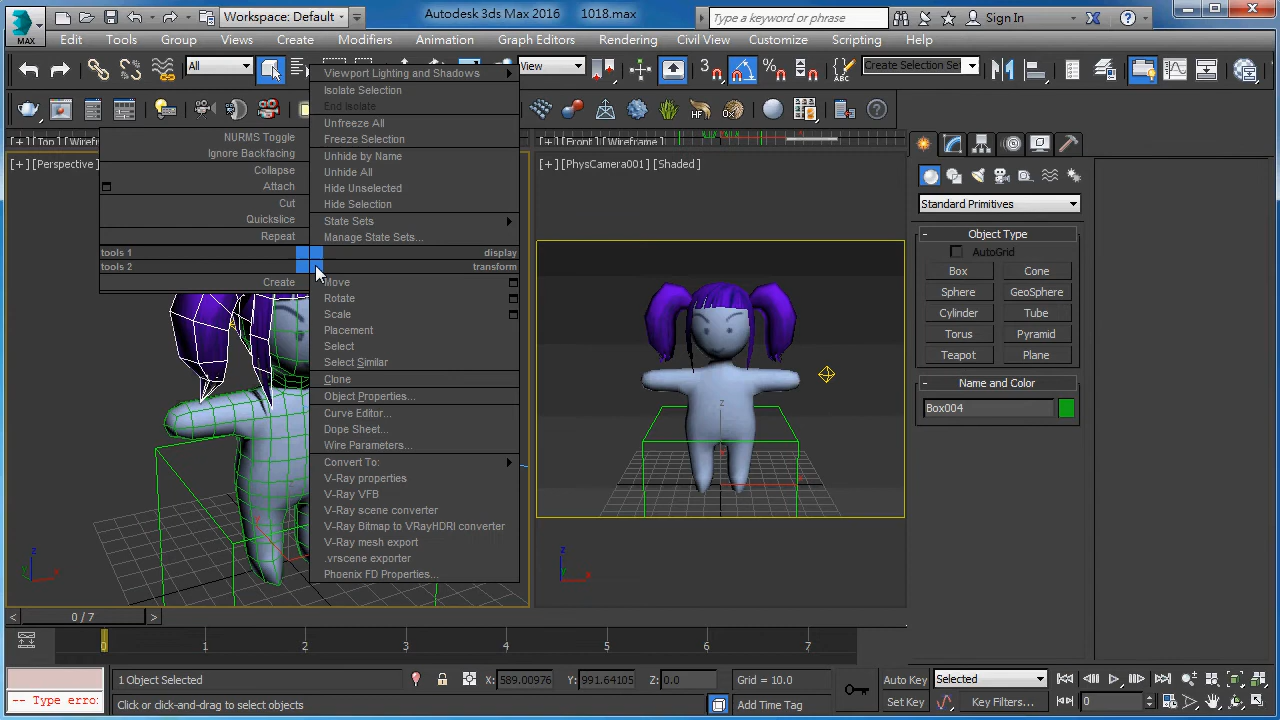 Workspace: Default
Autodesk 3ds Max 2016 1018.max
Type a keyword or phrase
Sign In
MAX
Edit Tools Group Views Create Modifiers Animation Graph Editors Rendering Civil View Customize Scripting Help
All
View
3
Create Selection Se
[+] [Top] [Wiref
[+] [Front] [Wireframe]
[+] [Perspective]
[+] [PhysCamera001] [Shaded]
NURMS Toggle
Ignore Backfacing
Collapse
Attach
Cut
Quickslice
Repeat
tools 1
tools 2
Create
Viewport Lighting and Shadows
Isolate Selection
End Isolate
Unfreeze All
Freeze Selection
Unhide by Name
Unhide All
Hide Unselected
Hide Selection
State Sets
Manage State Sets...
display
transform
Move
Rotate
Scale
Placement
Select
Select Similar
Clone
Object Properties...
Curve Editor...
Dope Sheet...
Wire Parameters...
Convert To:
V-Ray properties
V-Ray VFB
V-Ray scene converter
V-Ray Bitmap to VRayHDRI converter
V-Ray mesh export
.vrscene exporter
Phoenix FD Properties...
z
x
y
z
x
z
x
Standard Primitives
- Object Type
AutoGrid
Box Cone
Sphere GeoSphere
Cylinder Tube
Torus Pyramid
Teapot Plane
- Name and Color
Box004
< 0 / 7 >
0 1 2 3 4 5 6 7
1 Object Selected
X: 589.00976 Y: 991.64105 Z: 0.0
Grid = 10.0
Auto Key Selected
-- Type erro
Click or click-and-drag to select objects
Add Time Tag
Set Key Key Filters...
0